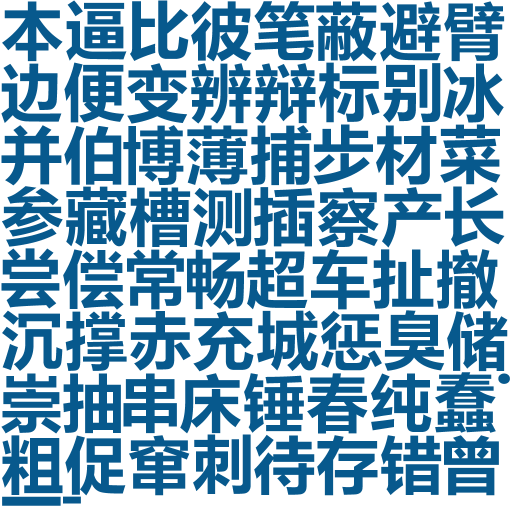 本逼比彼笔蔽避臂
边便变辨辩标别冰
并伯博薄捕步材菜
参藏槽测插察产长
尝偿常畅超车扯撤
沉撑赤充城惩臭储
崇抽串床锤春纯蠢
粗促窜刺待存错曾